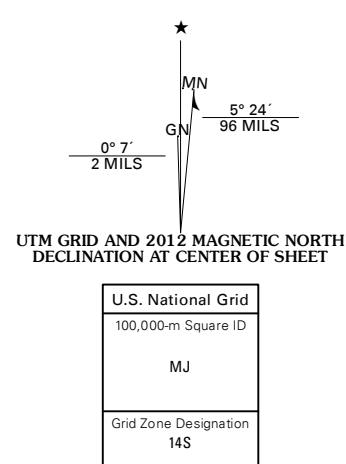 ★
MN
GN
5° 24´
96 MILS
0° 7´
2 MILS
UTM GRID AND 2012 MAGNETIC NORTH
DECLINATION AT CENTER OF SHEET
U.S. National Grid
100,000-m Square ID
MJ
Grid Zone Designation
14S